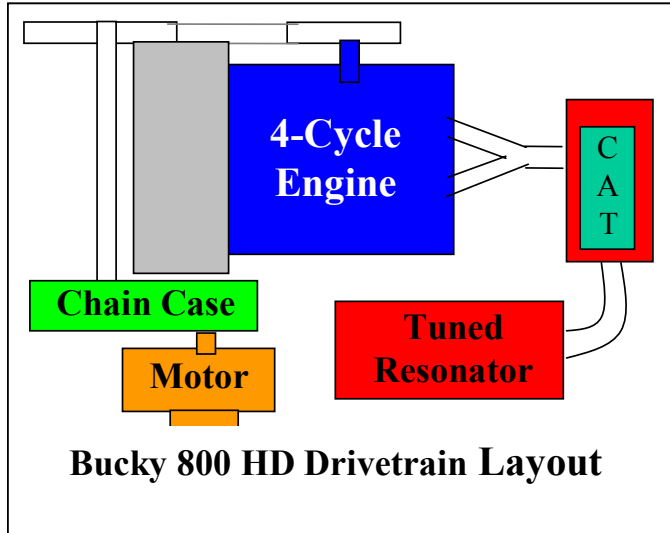 4-Cycle
Engine
C
A
T
Chain Case
Tuned
Resonator
Motor
Bucky 800 HD Drivetrain Layout